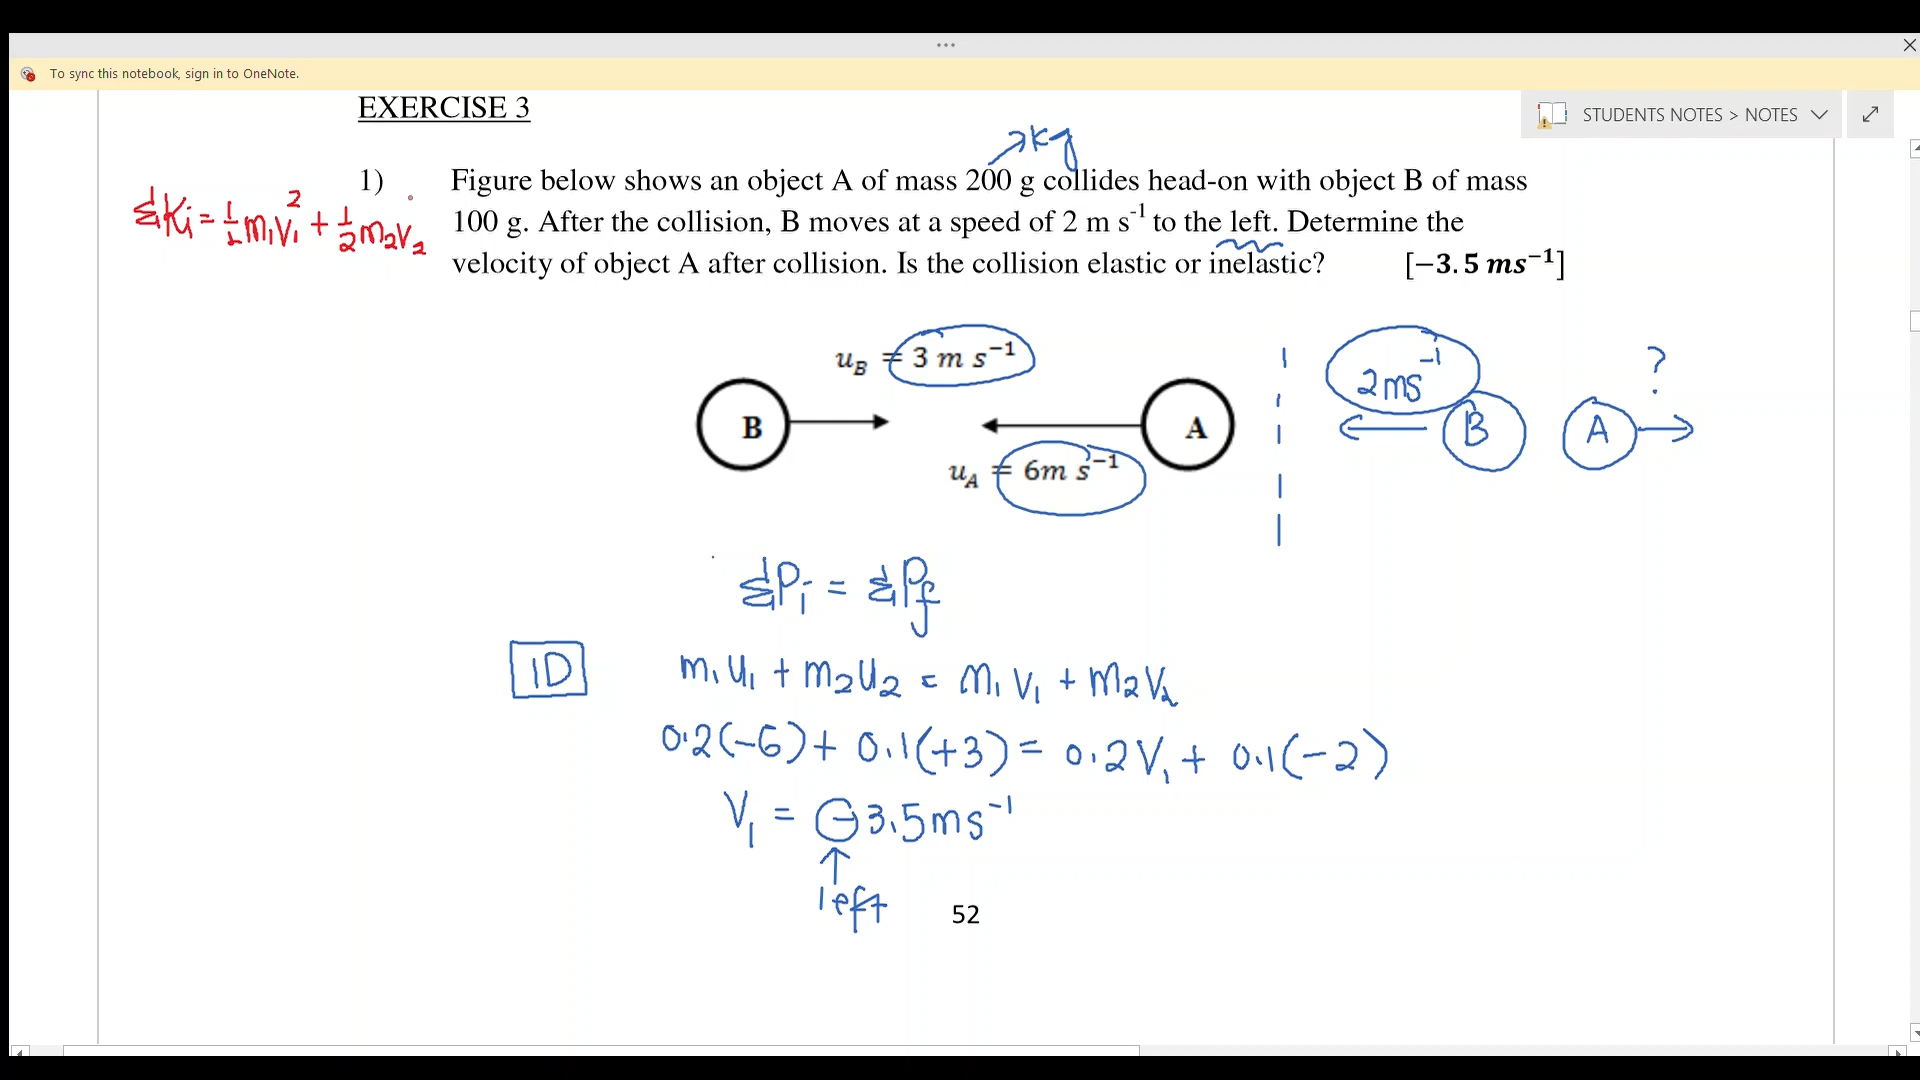 To sync this notebook, sign in to OneNote.
STUDENTS NOTES > NOTES
EXERCISE 3
→kg
1) Figure below shows an object A of mass 200 g collides head-on with object B of mass
100 g. After the collision, B moves at a speed of 2 m s⁻¹ to the left. Determine the
velocity of object A after collision. Is the collision elastic or inelastic? [−3.5 ms⁻¹]
ΣKi = ½m₁v₁² + ½m₂v₂
u_B = 3 m s⁻¹
B
A
u_A = 6m s⁻¹
2ms⁻¹
?
B
A
ΣPi = ΣPf
1D
m₁u₁ + m₂u₂ = m₁v₁ + m₂v₂
0.2(−6) + 0.1(+3) = 0.2V₁ + 0.1(−2)
V₁ = −3.5ms⁻¹
↑
left
52